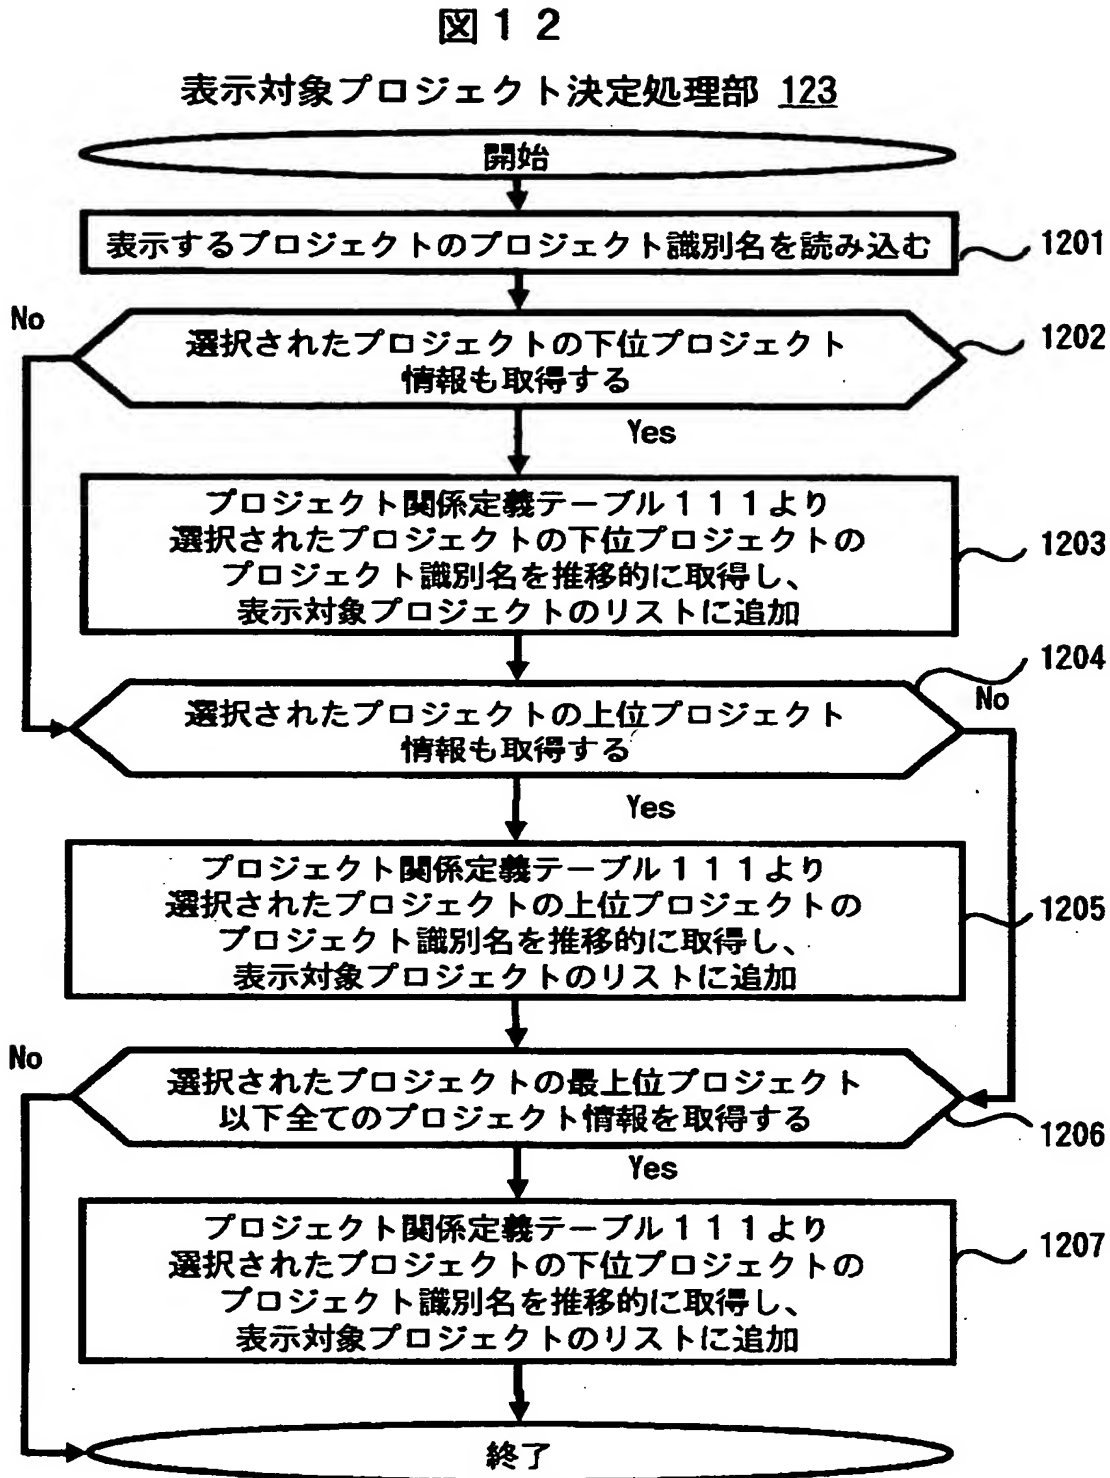 図１２
表示対象プロジェクト決定処理部 123
開始
表示するプロジェクトのプロジェクト識別名を読み込む
1201
No
選択されたプロジェクトの下位プロジェクト
情報も取得する
1202
Yes
プロジェクト関係定義テーブル１１１より
選択されたプロジェクトの下位プロジェクトの
プロジェクト識別名を推移的に取得し、
表示対象プロジェクトのリストに追加
1203
1204
No
選択されたプロジェクトの上位プロジェクト
情報も取得する
Yes
プロジェクト関係定義テーブル１１１より
選択されたプロジェクトの上位プロジェクトの
プロジェクト識別名を推移的に取得し、
表示対象プロジェクトのリストに追加
1205
No
選択されたプロジェクトの最上位プロジェクト
以下全てのプロジェクト情報を取得する
1206
Yes
プロジェクト関係定義テーブル１１１より
選択されたプロジェクトの下位プロジェクトの
プロジェクト識別名を推移的に取得し、
表示対象プロジェクトのリストに追加
1207
終了